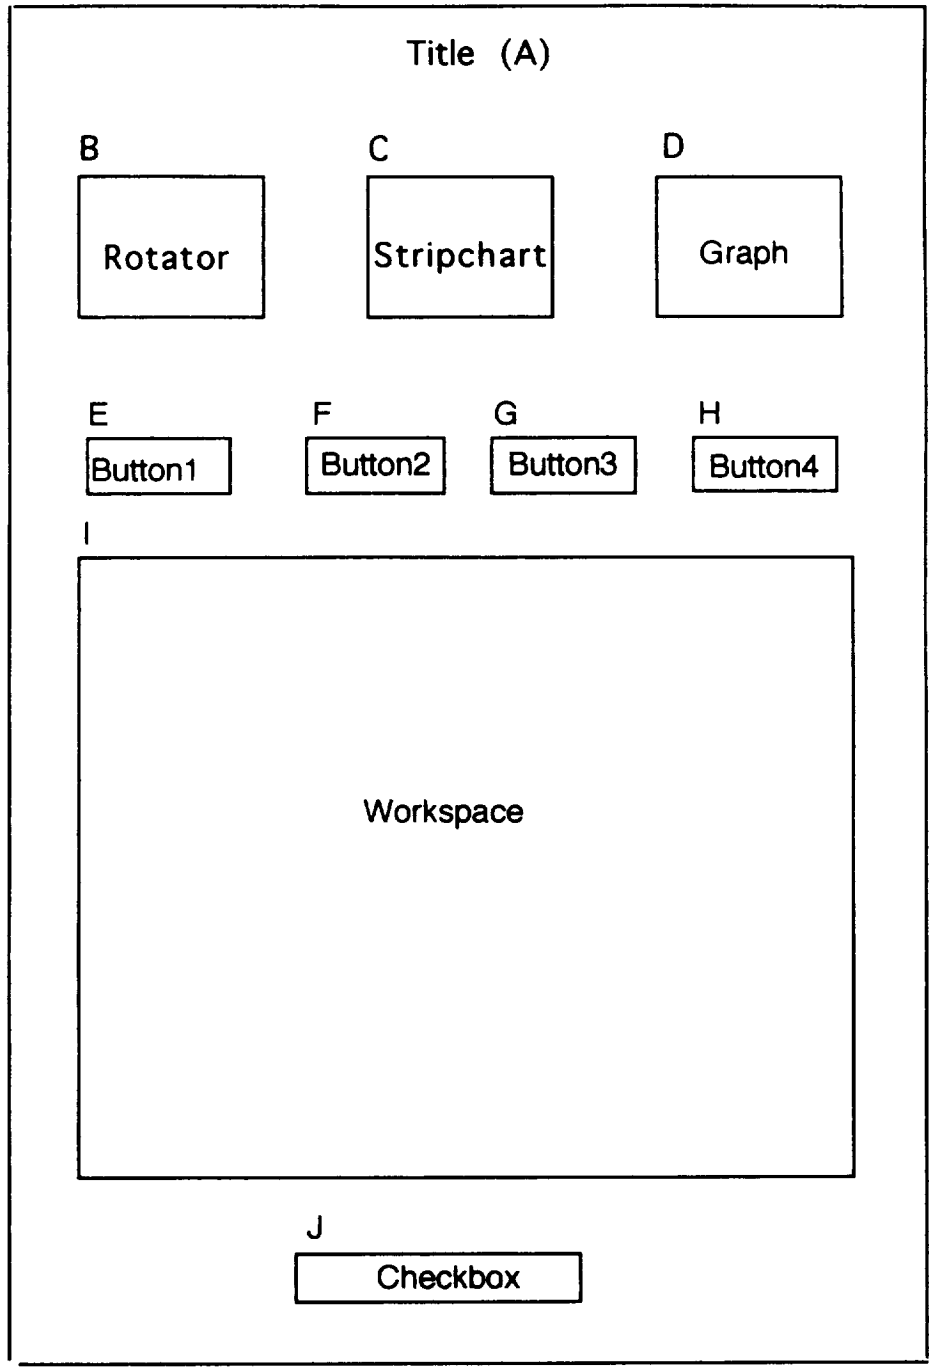 Title (A)
B C D
Rotator Stripchart Graph
E F G H
Button1 Button2 Button3 Button4
I
Workspace
J
Checkbox